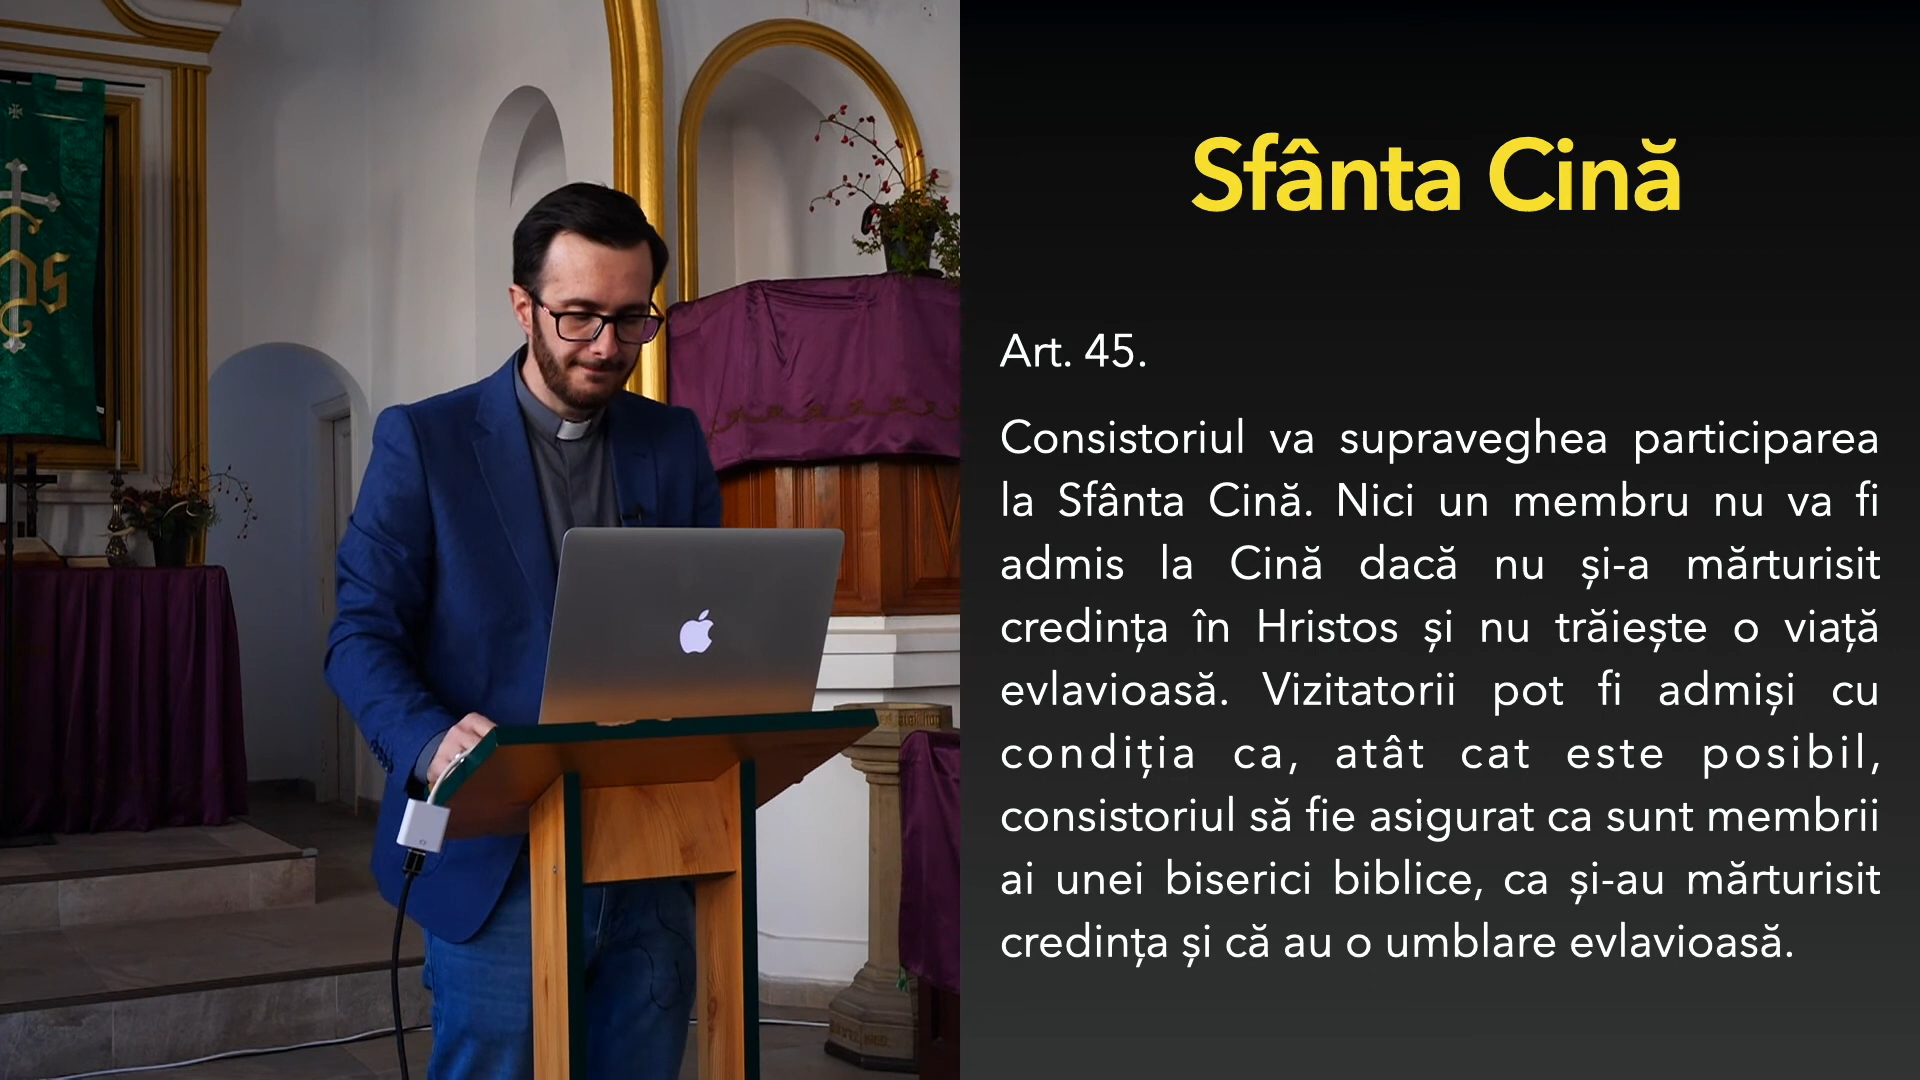 Sfânta Cină
Art. 45.
Consistoriul va supraveghea participarea
la Sfânta Cină. Nici un membru nu va fi
admis la Cină dacă nu și-a mărturisit
credința în Hristos și nu trăiește o viață
evlavioasă. Vizitatorii pot fi admiși cu
condiția ca, atât cat este posibil,
consistoriul să fie asigurat ca sunt membrii
ai unei biserici biblice, ca și-au mărturisit
credința și că au o umblare evlavioasă.